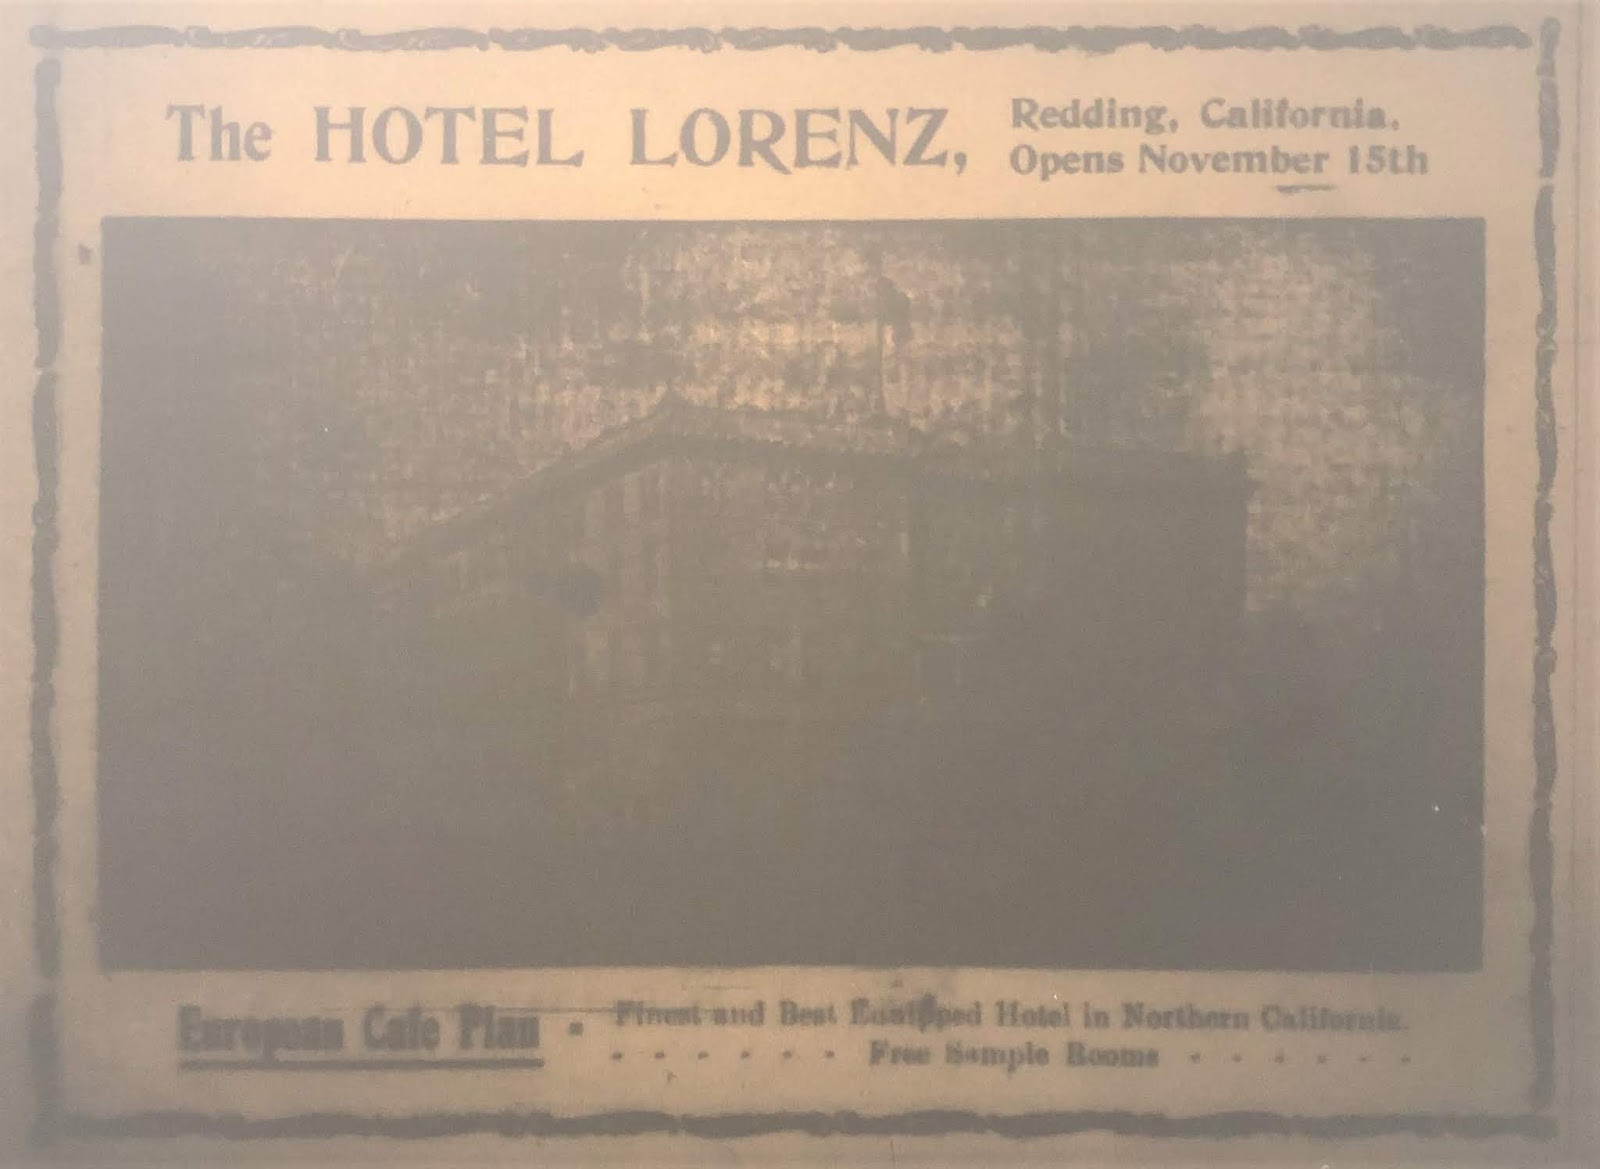 The HOTEL LORENZ,
Redding, California.
Opens November 15th
European Cafe Plan - Finest and Best Equipped Hotel in Northern California.
- - - - - - Free Sample Rooms - - - - - -